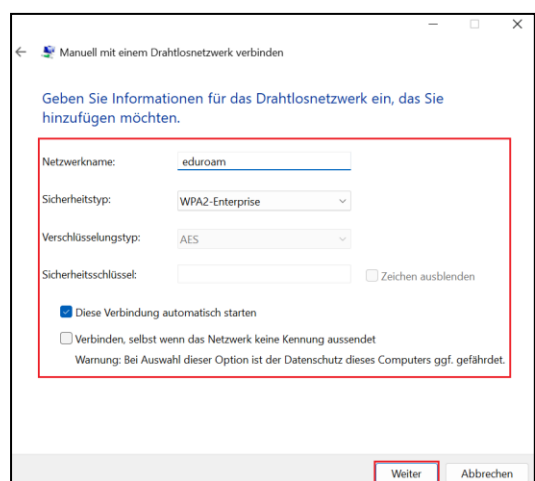 Manuell mit einem Drahtlosnetzwerk verbinden
Geben Sie Informationen für das Drahtlosnetzwerk ein, das Sie
hinzufügen möchten.
Netzwerkname: eduroam
Sicherheitstyp: WPA2-Enterprise
Verschlüsselungstyp: AES
Sicherheitsschlüssel: Zeichen ausblenden
Diese Verbindung automatisch starten
Verbinden, selbst wenn das Netzwerk keine Kennung aussendet
Warnung: Bei Auswahl dieser Option ist der Datenschutz dieses Computers ggf. gefährdet.
Weiter Abbrechen